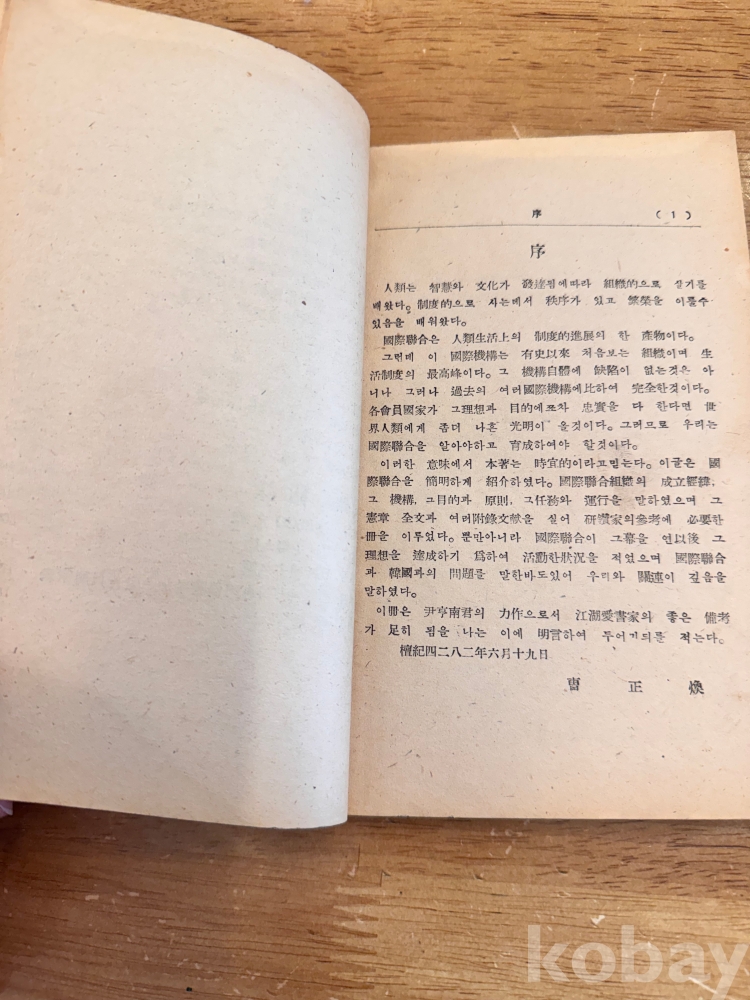 序 (1)
序
人類는 智慧와 文化가 發達됨에따라 組織的으로 살기를
배왔다。制度的으로 사는데서 秩序가 있고 繁榮을 이룰수
있음을 배워왔다。
國際聯合은 人類生活上의 制度的進展의 한 產物이다。
그런데 이 國際機構는 有史以來 처음보는 組織이며 生
活制度의 最高峰이다。그 機構自體에 缺陷이 없는것은 아
니나 그러나 過去의 여러國際機構에比하여 完全한것이다。
各會員國家가 그理想과 目的에쪼차 忠實을 다 한다면 世
界人類에게 좀더 나흔 光明이 올것이다。그러므로 우리는
國際聯合을 알아야하고 育成하여야 할것이다。
이러한 意味에서 本著는 時宜的이라고믿는다。이글은 國
際聯合을 簡明하게 紹介하였다。國際聯合組織의 成立經緯,
그 機構, 그目的과 原則, 그任務와 運行을 말하였으며 그
憲章 全文과 여러附錄文献을 실어 研鑽家의參考에 必要한
冊을 이루었다。뿐만아니라 國際聯合이 그幕을 연以後 그
理想을 達成하기 爲하여 活動한狀況을 적었으며 國際聯合
과 韓國과의 問題를 말한바도있어 우리와 關連이 깊음을
말하였다。
이冊은 尹亨南君의 力作으로서 江湖愛書家의 좋은 備考
가 足히 됨을 나는 이에 明言하여 두어기의를 적는다。
檀紀四二八二年六月十九日
曺 正 煥
kobay